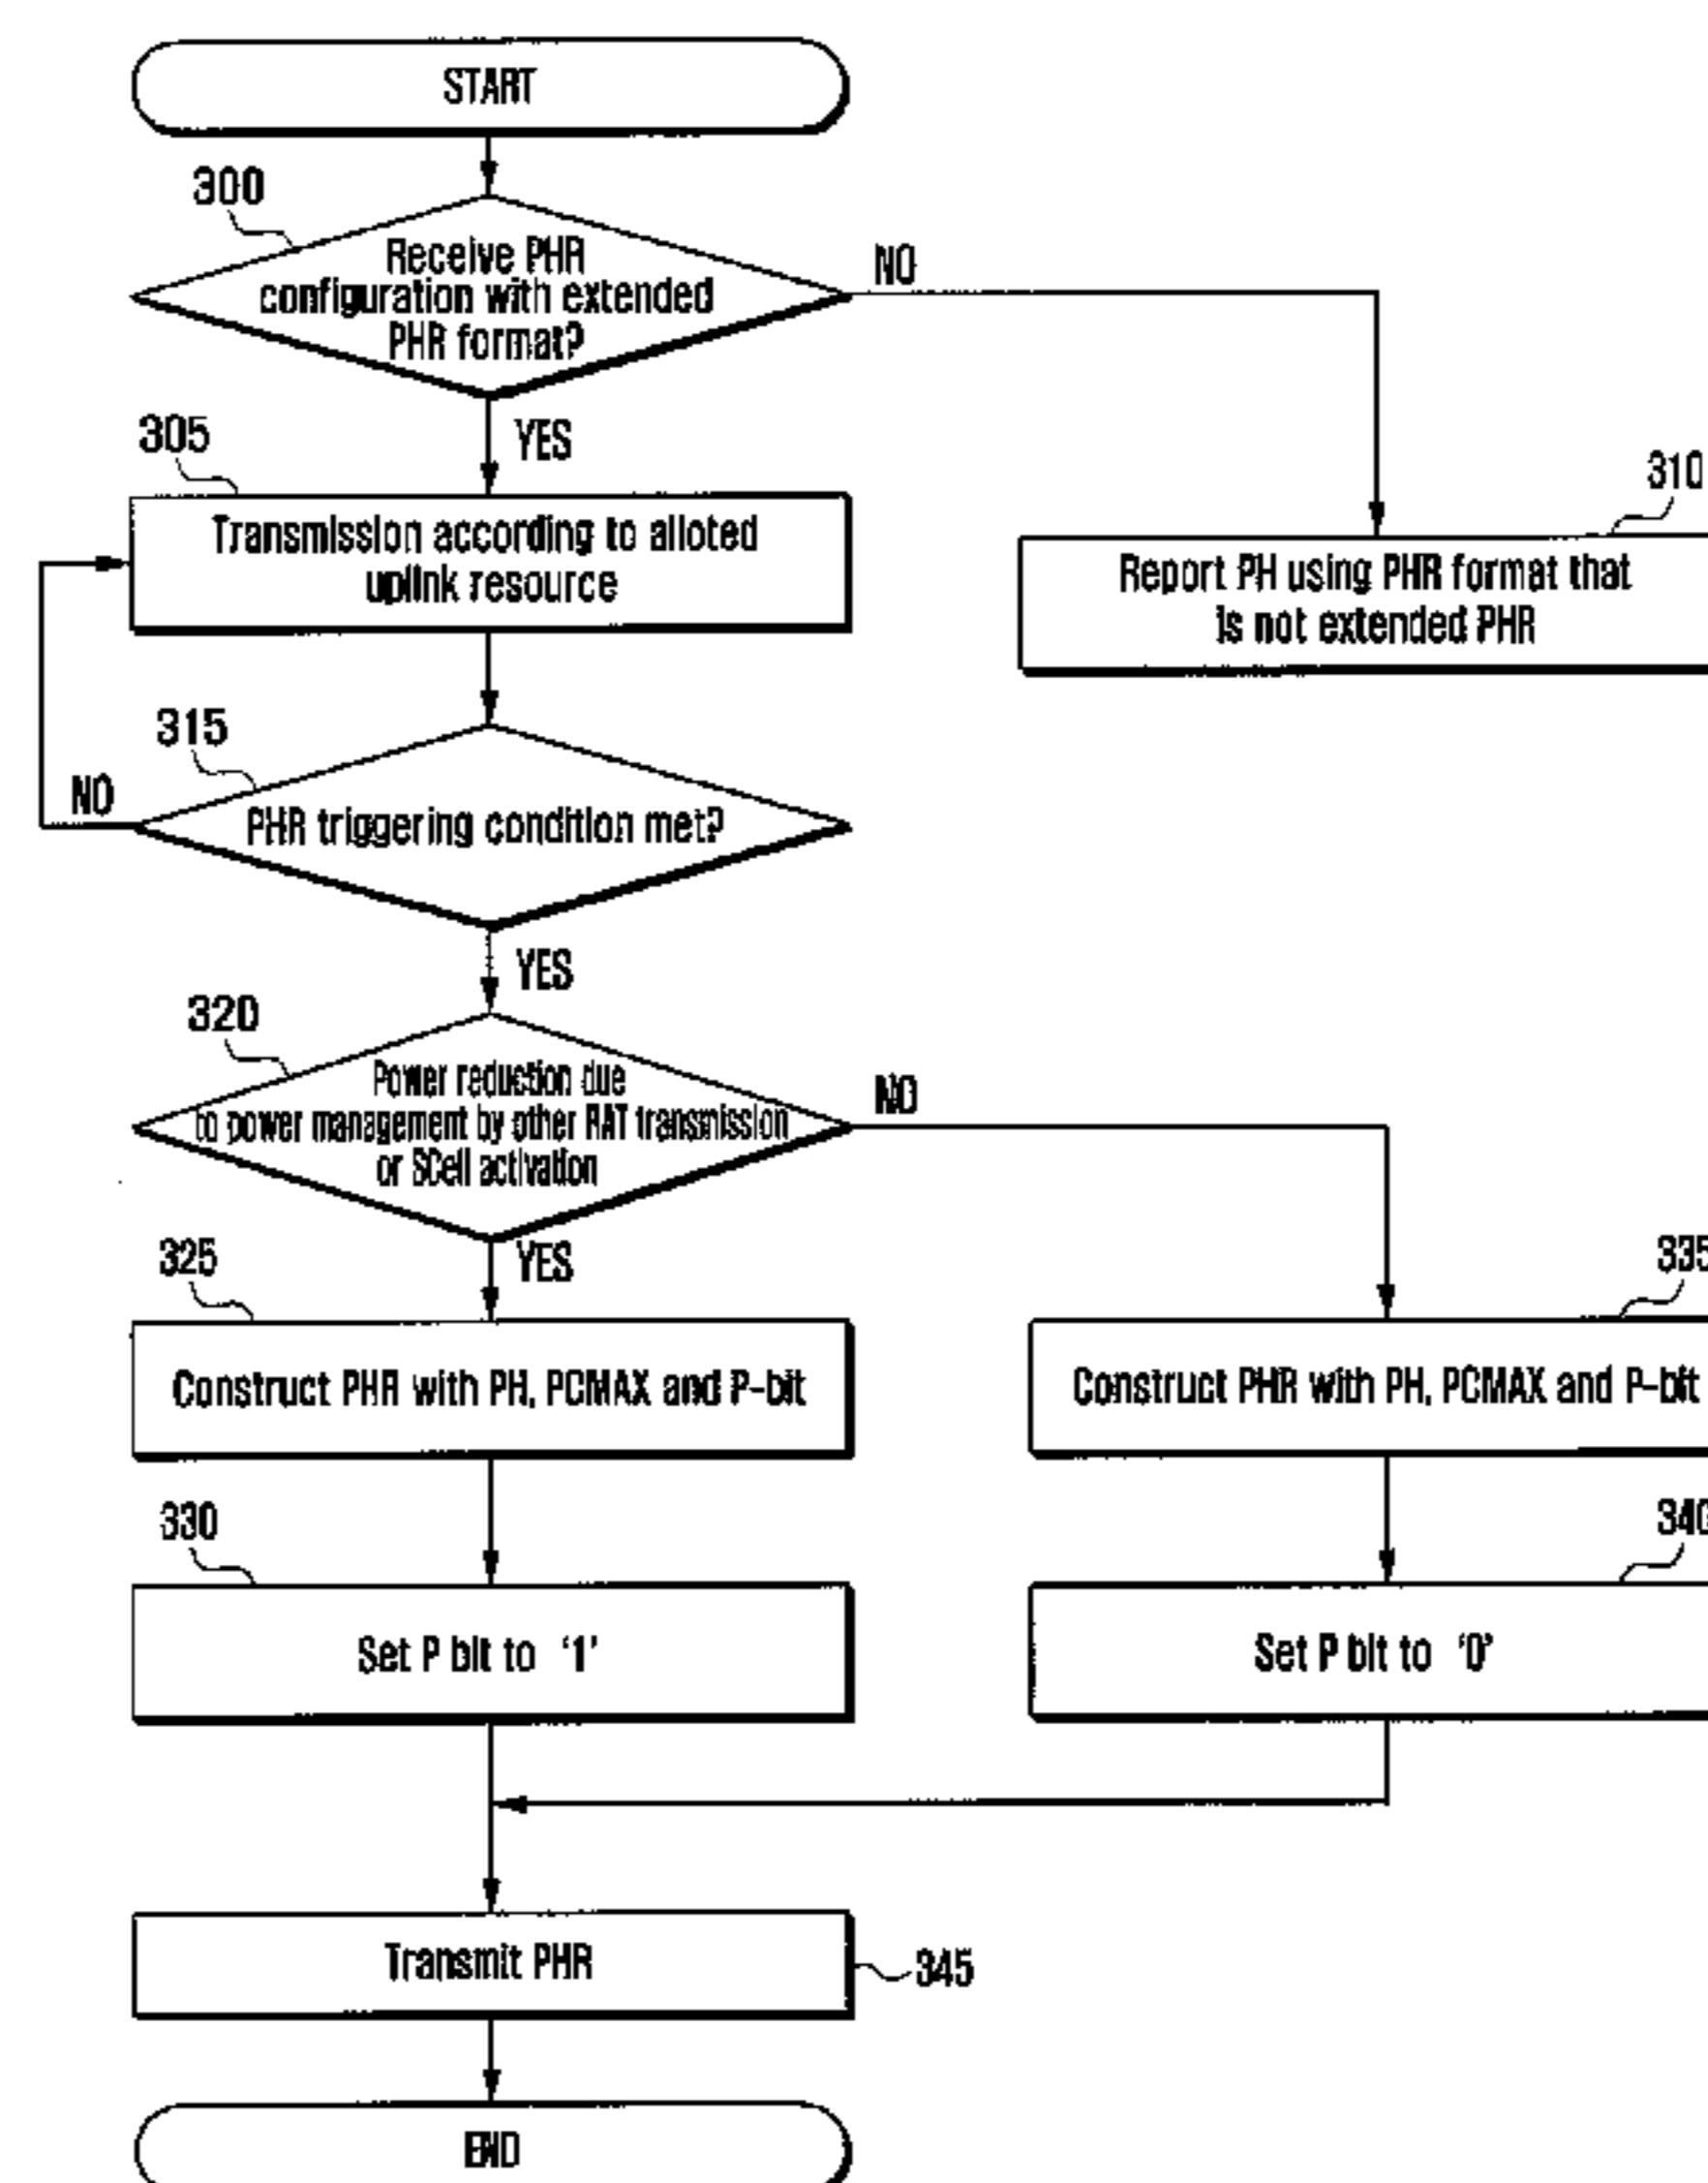 START
300
Receive PHR
configuration with extended
PHR format?
NO
YES
305
Transmission according to alloted
uplink resource
310
Report PH using PHR format that
is not extended PHR
315
NO
PHR triggering condition met?
YES
320
Power reduction due
to power management by other RAT transmission
or SCell activation
NO
YES
325
Construct PHR with PH, PCMAX and P-bit
335
Construct PHR with PH, PCMAX and P-bit
330
Set P bit to '1'
340
Set P bit to '0'
Transmit PHR
345
END